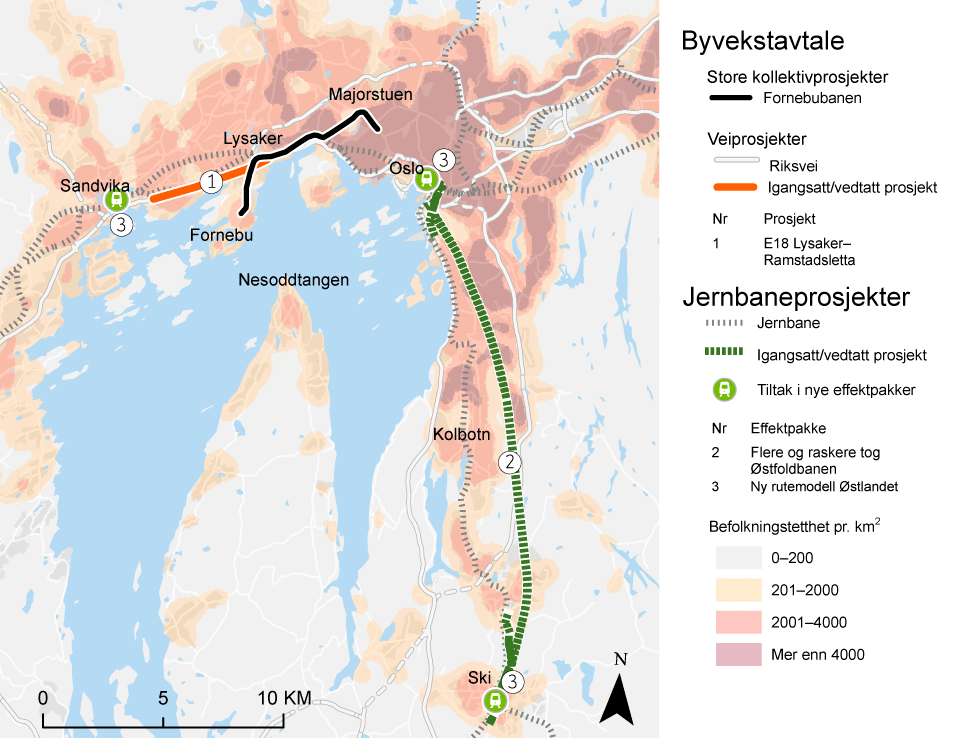 Majorstuen
Lysaker
Oslo
3
Sandvika
1
3
Fornebu
Nesoddtangen
Kolbotn
2
Ski
3
N
0 5 10 KM
Byvekstavtale
Store kollektivprosjekter
Fornebubanen
Veiprosjekter
Riksvei
Igangsatt/vedtatt prosjekt
Nr Prosjekt
1 E18 Lysaker–
Ramstadsletta
Jernbaneprosjekter
Jernbane
Igangsatt/vedtatt prosjekt
Tiltak i nye effektpakker
Nr Effektpakke
2 Flere og raskere tog
Østfoldbanen
3 Ny rutemodell Østlandet
Befolkningstetthet pr. km²
0–200
201–2000
2001–4000
Mer enn 4000